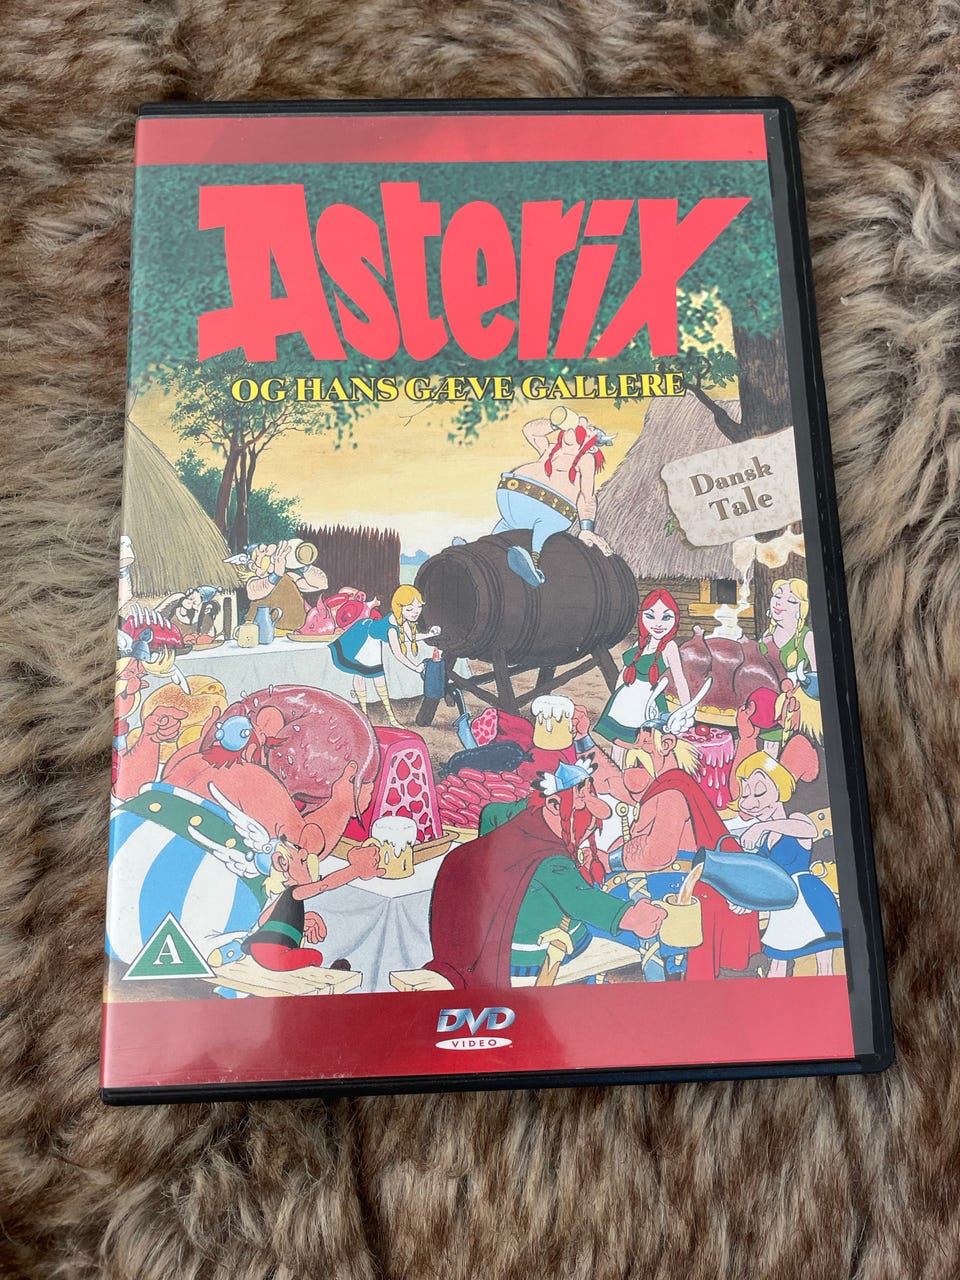 Asterix
OG HANS GÆVE GALLERE
Dansk
Tale
A
DVD
VIDEO